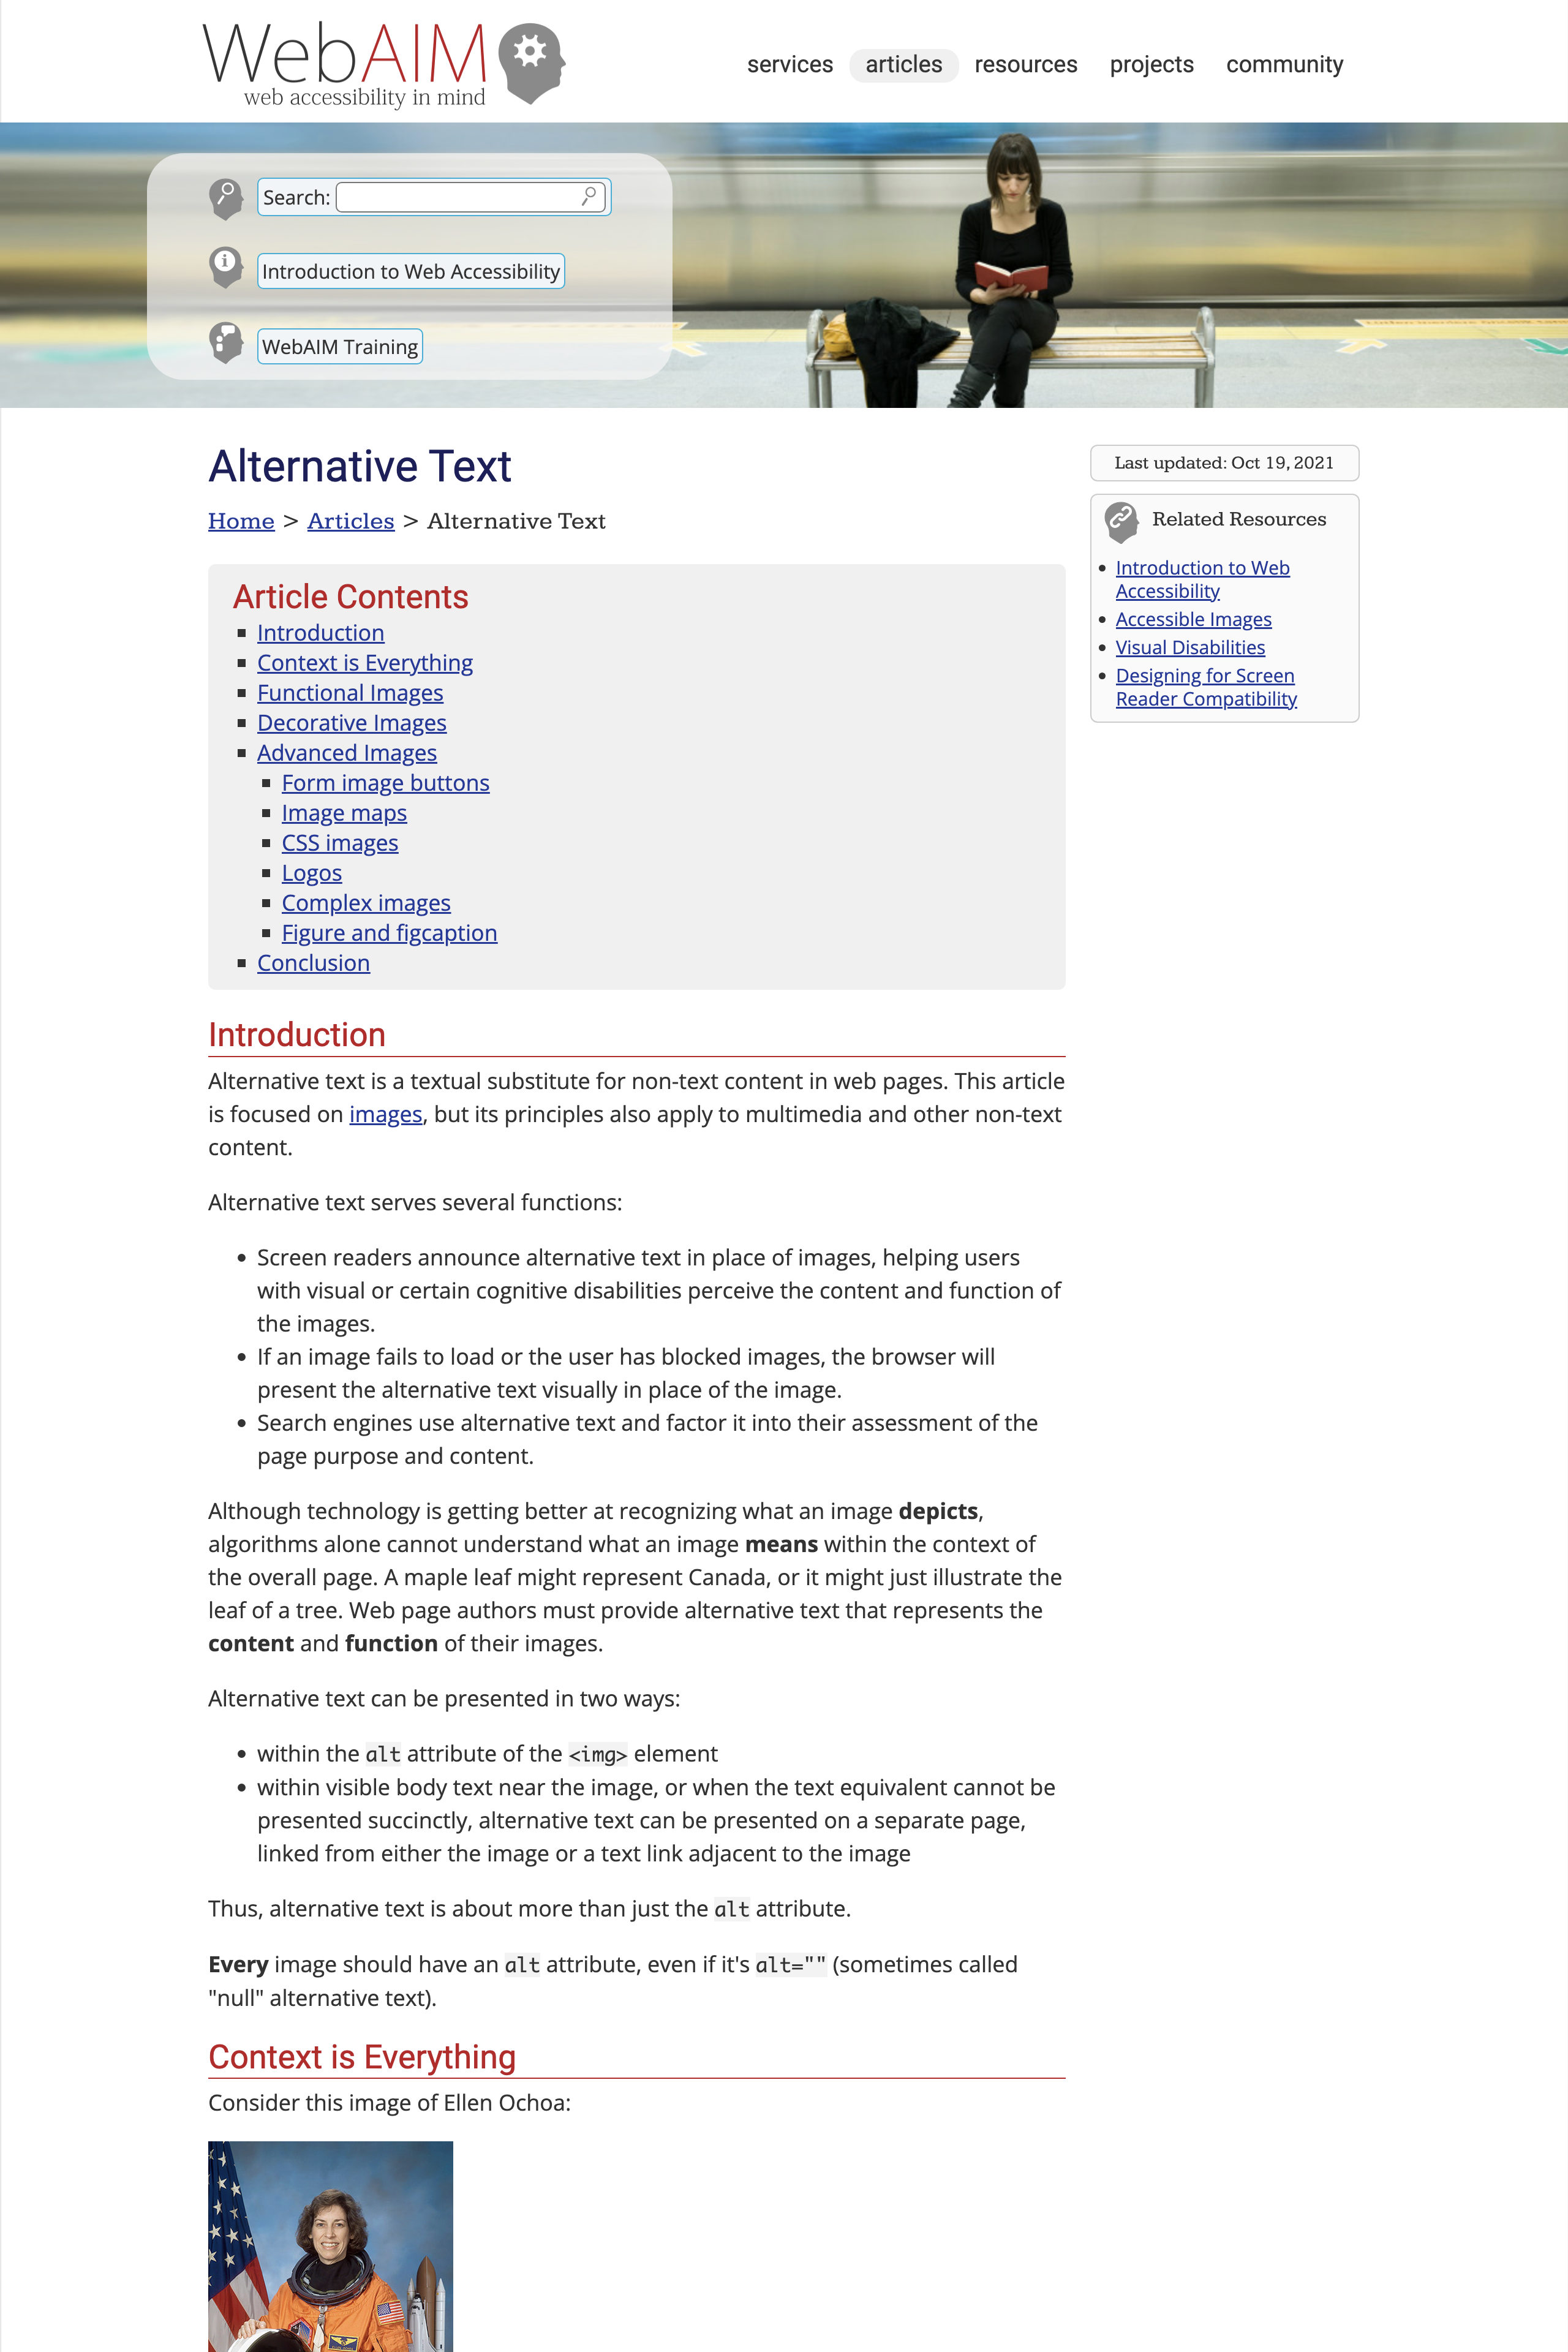 WebAIM
web accessibility in mind
services articles resources projects community
Search:
Introduction to Web Accessibility
WebAIM Training
Alternative Text
Home > Articles > Alternative Text
Article Contents
Introduction
Context is Everything
Functional Images
Decorative Images
Advanced Images
Form image buttons
Image maps
CSS images
Logos
Complex images
Figure and figcaption
Conclusion
Last updated: Oct 19, 2021
Related Resources
Introduction to Web
Accessibility
Accessible Images
Visual Disabilities
Designing for Screen
Reader Compatibility
Introduction
Alternative text is a textual substitute for non-text content in web pages. This article
is focused on images, but its principles also apply to multimedia and other non-text
content.
Alternative text serves several functions:
Screen readers announce alternative text in place of images, helping users
with visual or certain cognitive disabilities perceive the content and function of
the images.
If an image fails to load or the user has blocked images, the browser will
present the alternative text visually in place of the image.
Search engines use alternative text and factor it into their assessment of the
page purpose and content.
Although technology is getting better at recognizing what an image depicts,
algorithms alone cannot understand what an image means within the context of
the overall page. A maple leaf might represent Canada, or it might just illustrate the
leaf of a tree. Web page authors must provide alternative text that represents the
content and function of their images.
Alternative text can be presented in two ways:
within the alt attribute of the <img> element
within visible body text near the image, or when the text equivalent cannot be
presented succinctly, alternative text can be presented on a separate page,
linked from either the image or a text link adjacent to the image
Thus, alternative text is about more than just the alt attribute.
Every image should have an alt attribute, even if it's alt="" (sometimes called
"null" alternative text).
Context is Everything
Consider this image of Ellen Ochoa: